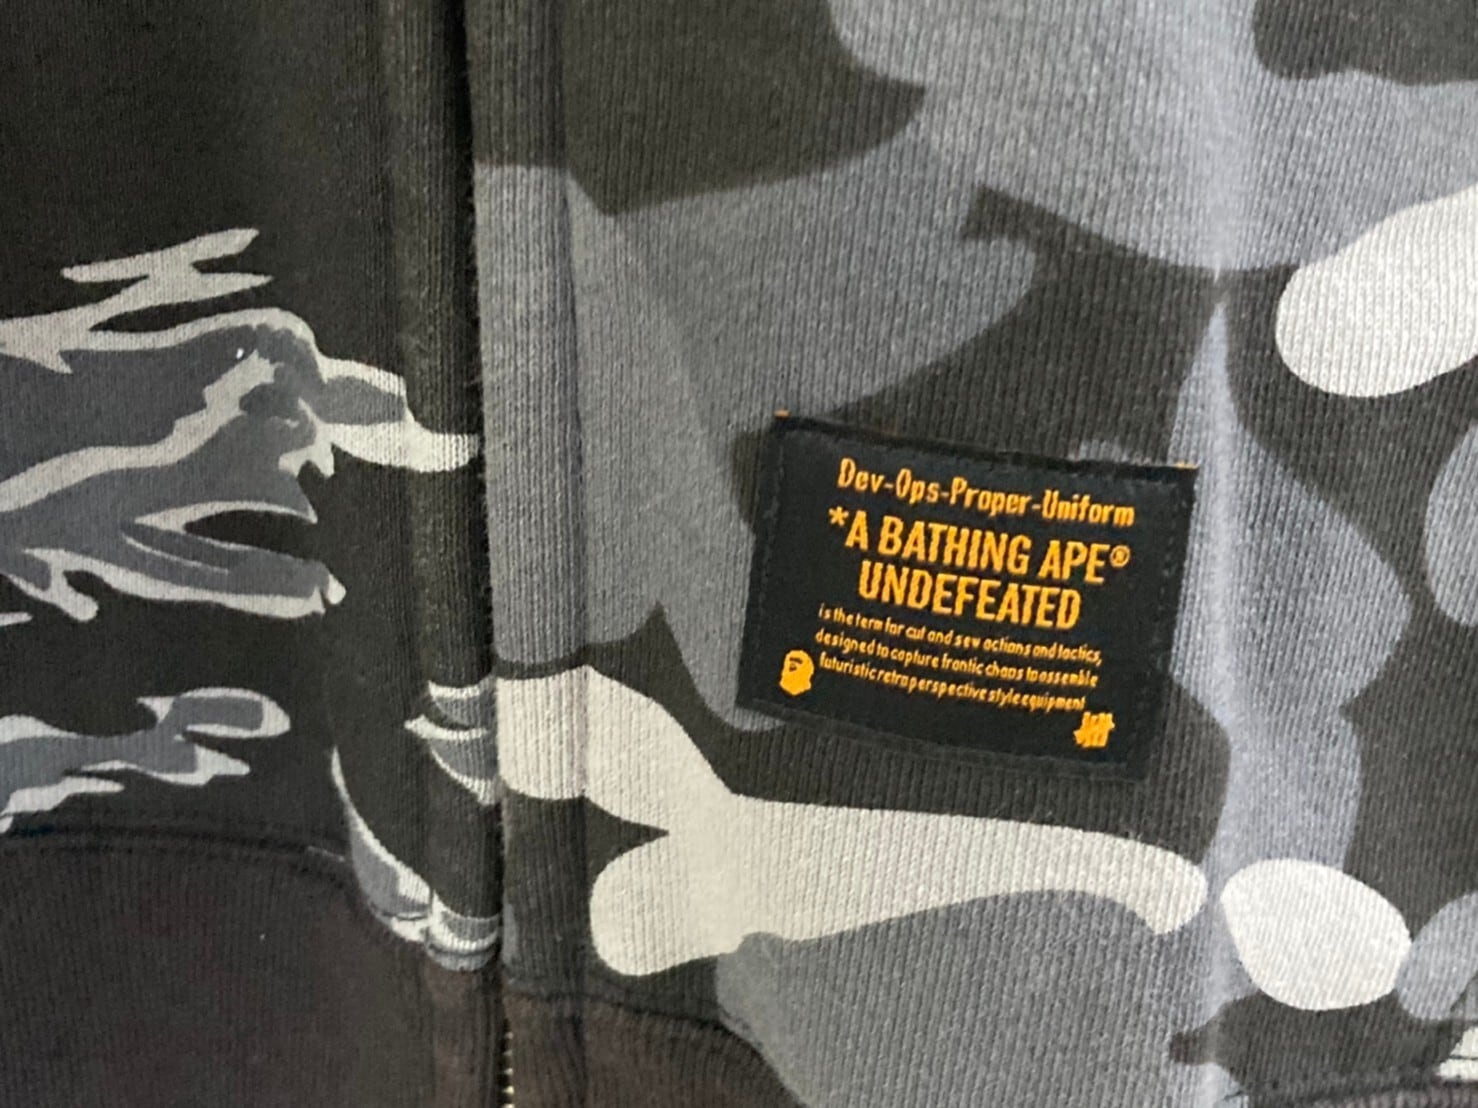 Dev-Ops-Proper-Uniform
*A BATHING APE®
UNDEFEATED
is the term for cut and sew actions and tactics,
designed to capture frantic chaos to assemble
futuristic retro perspective style equipment